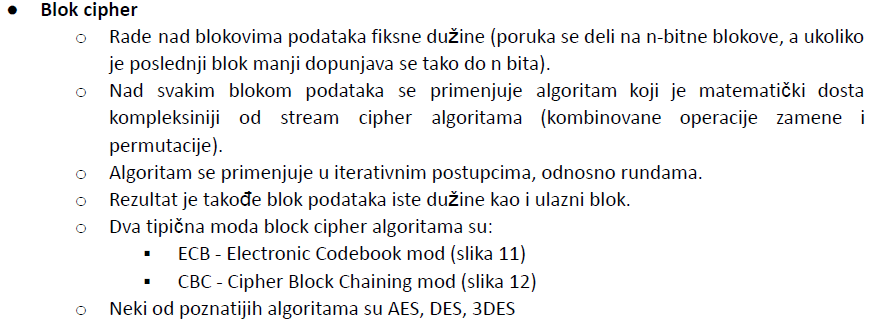 ● Blok cipher
○ Rade nad blokovima podataka fiksne dužine (poruka se deli na n-bitne blokove, a ukoliko
je poslednji blok manji dopunjava se tako do n bita).
○ Nad svakim blokom podataka se primenjuje algoritam koji je matematički dosta
kompleksiniji od stream cipher algoritama (kombinovane operacije zamene i
permutacije).
○ Algoritam se primenjuje u iterativnim postupcima, odnosno rundama.
○ Rezultat je takođe blok podataka iste dužine kao i ulazni blok.
○ Dva tipična moda block cipher algoritama su:
▪ ECB - Electronic Codebook mod (slika 11)
▪ CBC - Cipher Block Chaining mod (slika 12)
○ Neki od poznatijih algoritama su AES, DES, 3DES